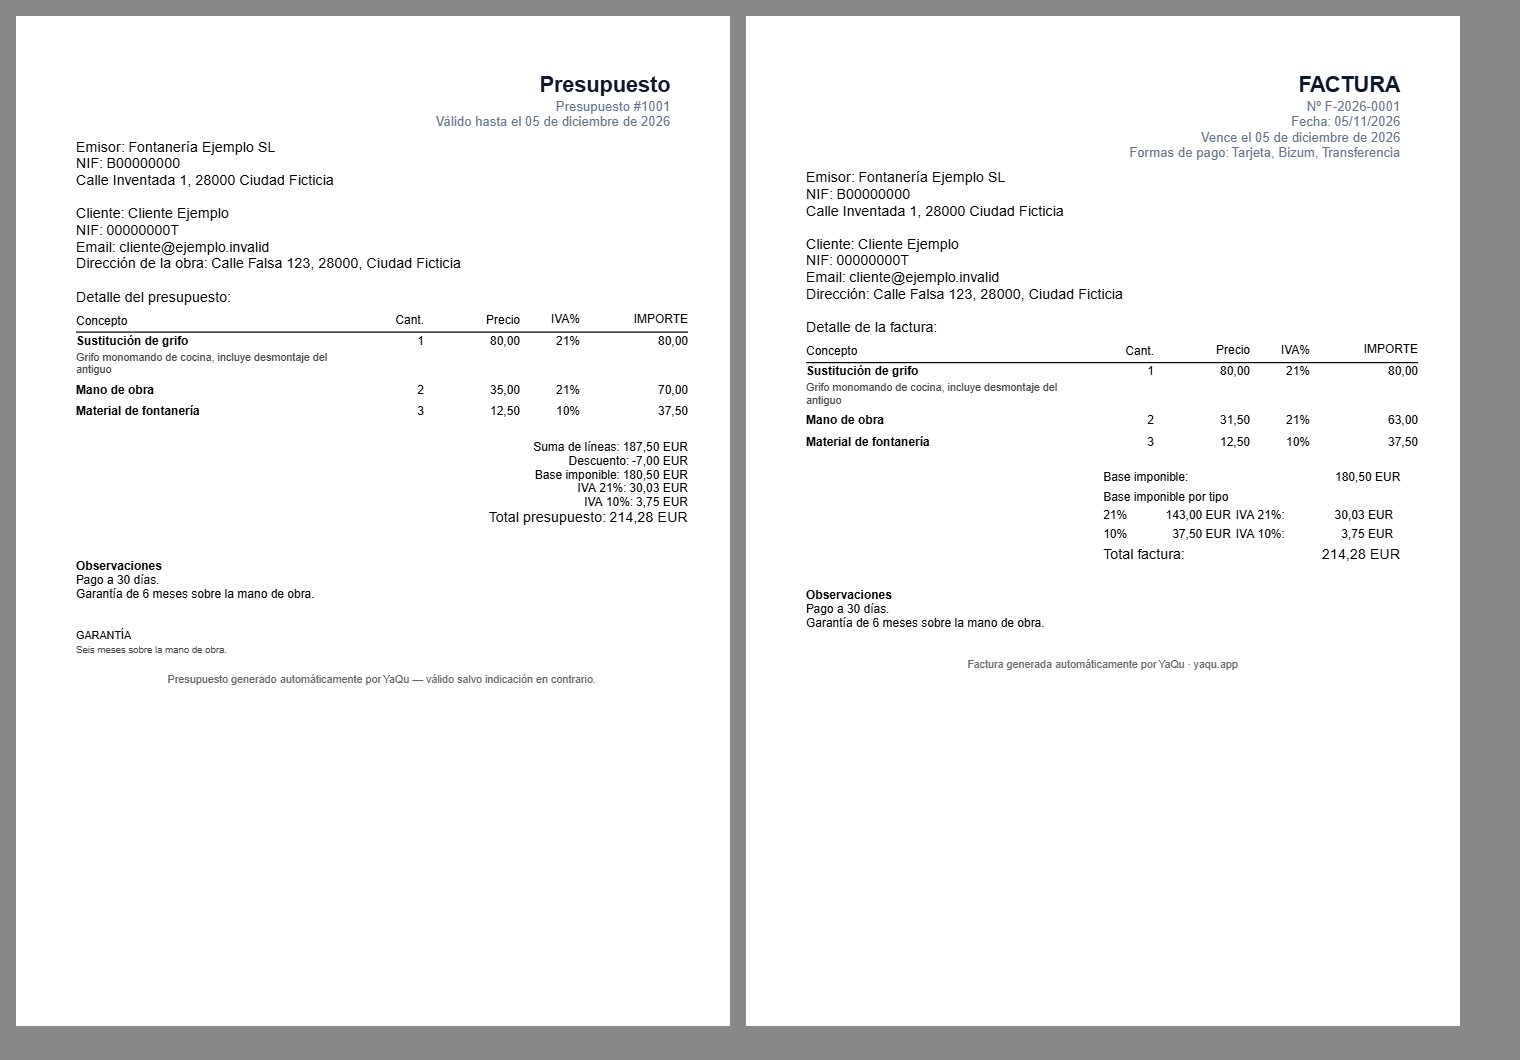 Presupuesto
Presupuesto #1001
Válido hasta el 05 de diciembre de 2026
Emisor: Fontanería Ejemplo SL
NIF: B00000000
Calle Inventada 1, 28000 Ciudad Ficticia
Cliente: Cliente Ejemplo
NIF: 00000000T
Email: cliente@ejemplo.invalid
Dirección de la obra: Calle Falsa 123, 28000, Ciudad Ficticia
Detalle del presupuesto:
Concepto Cant. Precio IVA% IMPORTE
Sustitución de grifo 1 80,00 21% 80,00
Grifo monomando de cocina, incluye desmontaje del
antiguo
Mano de obra 2 35,00 21% 70,00
Material de fontanería 3 12,50 10% 37,50
Suma de líneas: 187,50 EUR
Descuento: -7,00 EUR
Base imponible: 180,50 EUR
IVA 21%: 30,03 EUR
IVA 10%: 3,75 EUR
Total presupuesto: 214,28 EUR
Observaciones
Pago a 30 días.
Garantía de 6 meses sobre la mano de obra.
GARANTÍA
Seis meses sobre la mano de obra.
Presupuesto generado automáticamente por YaQu — válido salvo indicación en contrario.
FACTURA
Nº F-2026-0001
Fecha: 05/11/2026
Vence el 05 de diciembre de 2026
Formas de pago: Tarjeta, Bizum, Transferencia
Emisor: Fontanería Ejemplo SL
NIF: B00000000
Calle Inventada 1, 28000 Ciudad Ficticia
Cliente: Cliente Ejemplo
NIF: 00000000T
Email: cliente@ejemplo.invalid
Dirección: Calle Falsa 123, 28000, Ciudad Ficticia
Detalle de la factura:
Concepto Cant. Precio IVA% IMPORTE
Sustitución de grifo 1 80,00 21% 80,00
Grifo monomando de cocina, incluye desmontaje del
antiguo
Mano de obra 2 31,50 21% 63,00
Material de fontanería 3 12,50 10% 37,50
Base imponible: 180,50 EUR
Base imponible por tipo
21% 143,00 EUR IVA 21%: 30,03 EUR
10% 37,50 EUR IVA 10%: 3,75 EUR
Total factura: 214,28 EUR
Observaciones
Pago a 30 días.
Garantía de 6 meses sobre la mano de obra.
Factura generada automáticamente por YaQu · yaqu.app